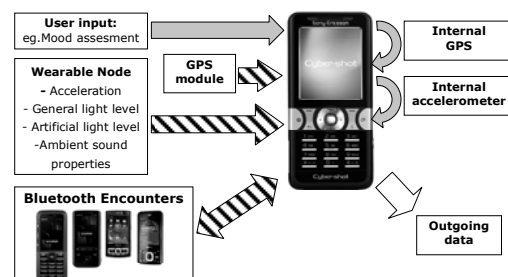 User input:
eg.Mood assesment
Wearable Node
- Acceleration
- General light level
- Artificial light level
-Ambient sound
properties
GPS
module
Bluetooth Encounters
Sony Ericsson
Cyber-shot
Cyber-shot
Internal
GPS
Internal
accelerometer
Outgoing
data